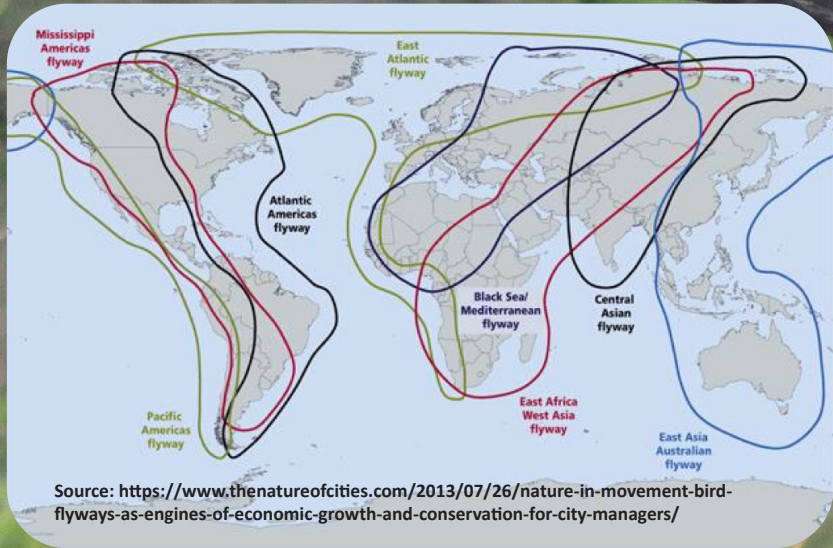 Mississippi
Americas
flyway
East
Atlantic
flyway
Atlantic
Americas
flyway
Black Sea/
Mediterranean
flyway
Central
Asian
flyway
Pacific
Americas
flyway
East Africa
West Asia
flyway
East Asia
Australian
flyway
Source: https://www.thenatureofcities.com/2013/07/26/nature-in-movement-bird-
flyways-as-engines-of-economic-growth-and-conservation-for-city-managers/